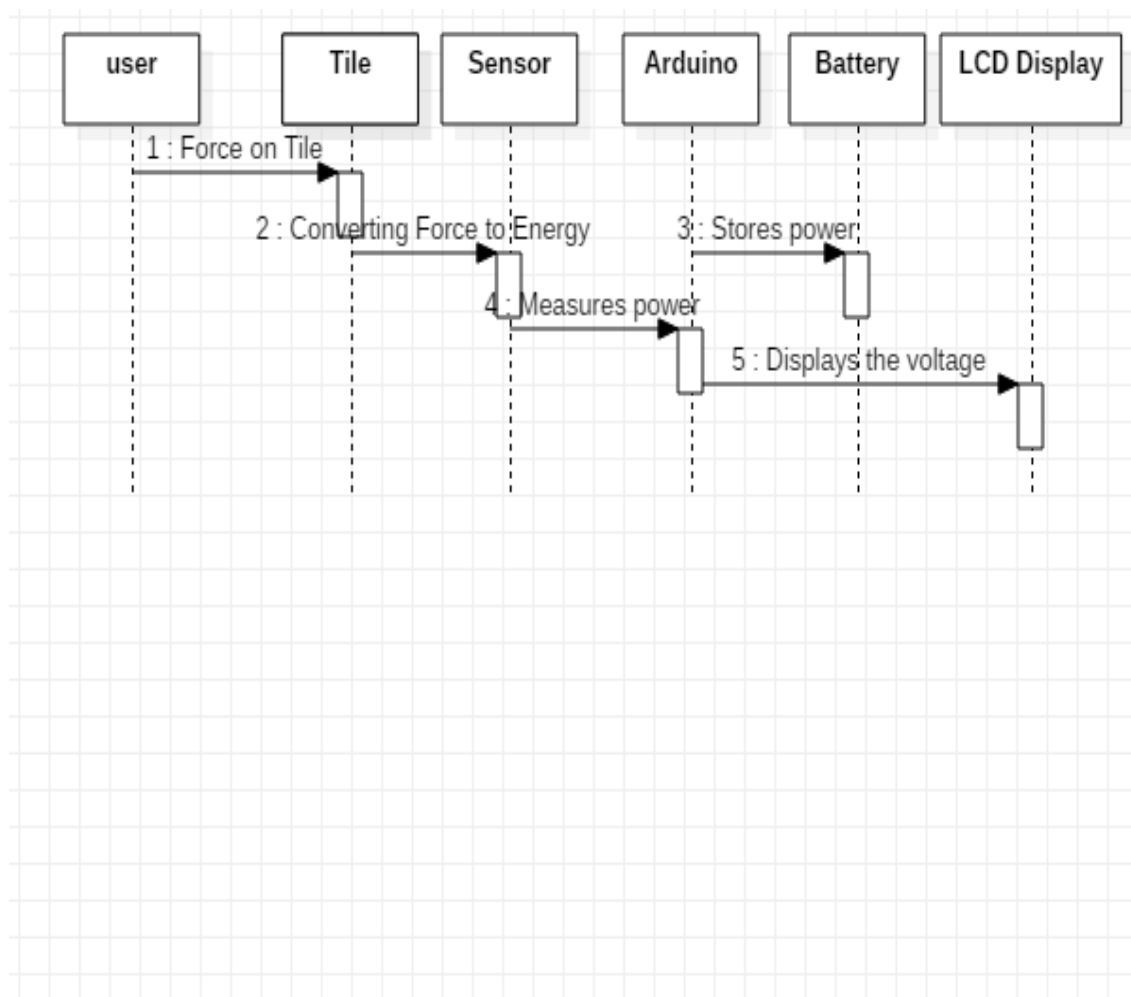 user
Tile
Sensor
Arduino
Battery
LCD Display
1 : Force on Tile
2 : Converting Force to Energy
3 : Stores power
4 : Measures power
5 : Displays the voltage